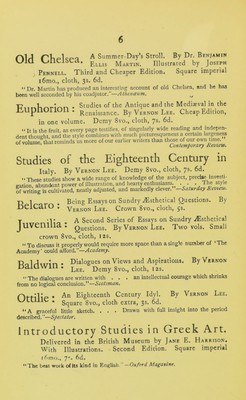 6
Old Chelsea. A Summer-Day's Stroll. By Dr. Benjamin
Ellis Martin. Illustrated by Joseph
Pennell. Third and Cheaper Edition. Square imperial
16mo., cloth, 3s. 6d.
"Dr. Martin has produced an interesting account of old Chelsea, and he has
been well seconded by his coadjutor."—Athenæum.
Euphorion: Studies of the Antique and the Mediæval in the
Renaissance. By Vernon Lee. Cheap Edition,
in one volume. Demy 8vo., cloth, 7s. 6d.
"It is the fruit, as every page testifies, of singularly wide reading and independent
thought, and the style combines with much picturesqueness a certain largeness
of volume, that reminds us more of our earlier writers than those of our own time."
Contemporary Review.
Studies of the Eighteenth Century in
Italy. By Vernon Lee. Demy 8vo., cloth, 7s. 6d.
"These studies show a wide range of knowledge of the subject, precise investigation,
abundant power of illustration, and hearty enthusiasm. . . . The style
of writing is cultivated, neatly adjusted, and markedly clever."—Saturday Review.
Belcaro: Being Essays on Sundry Æsthetical Questions. By
Vernon Lee. Crown 8vo., cloth, 5s.
Juvenilia: A Second Series of Essays on Sundry Æsthetical
Questions. By Vernon Lee. Two vols. Small
crown 8vo., cloth, 12s.
"To discuss it properly would require more space than a single number of 'The
Academy' could afford."—Academy.
Baldwin: Dialogues on Views and Aspirations. By Vernon
Lee. Demy 8vo., cloth, 12s.
"The dialogues are written with . . . an intellectual courage which shrinks
from no logical conclusion."—Scotsman.
Ottilie: An Eighteenth Century Idyl. By Vernon Lee.
Square 8vo., cloth extra, 3s. 6d.
"A graceful little sketch. . . . Drawn with full insight into the period
described."—Spectator.
Introductory Studies in Greek Art.
Delivered in the British Museum by Jane E. Harrison.
With Illustrations. Second Edition. Square imperial
16mo., 7s. 6d.
"The best work of its kind in English."—Oxford Magazine.